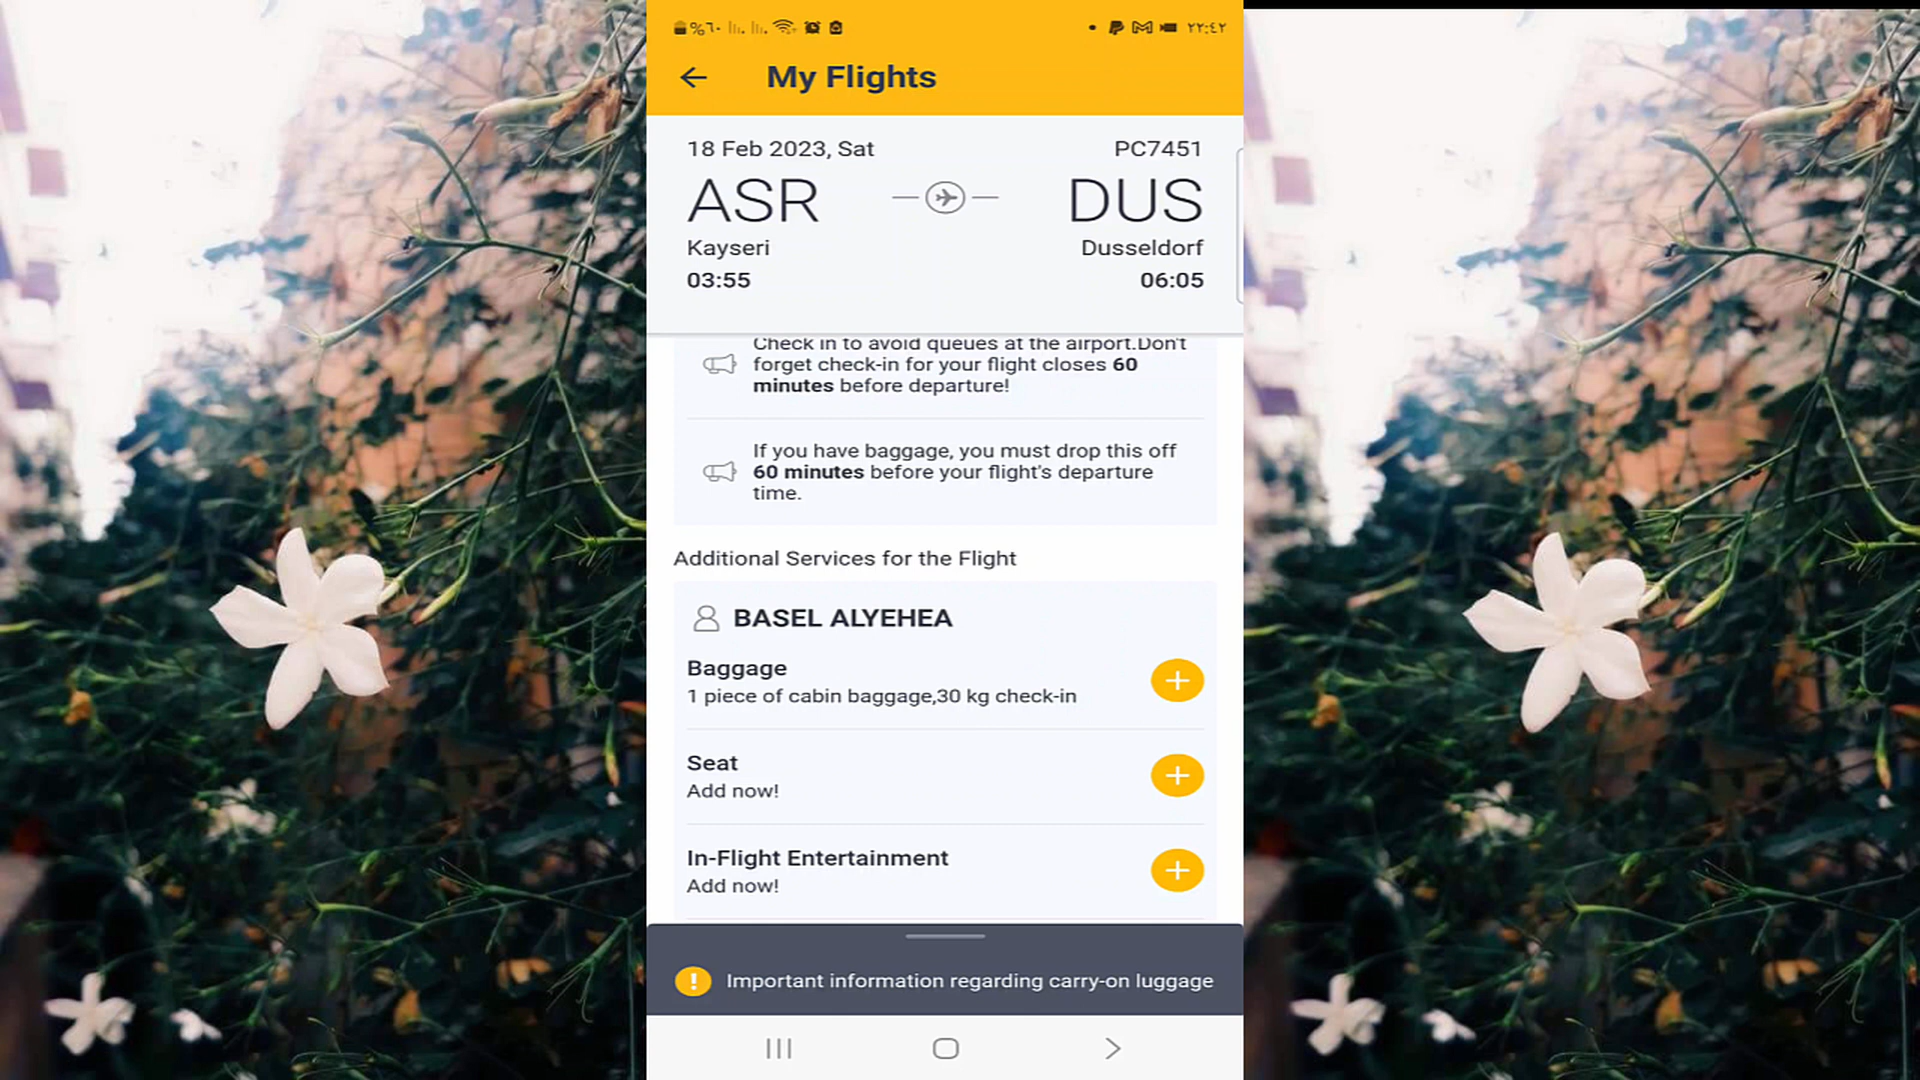 %٦٠ ٢٢:٤٢
My Flights
18 Feb 2023, Sat PC7451
ASR DUS
Kayseri Dusseldorf
03:55 06:05
Check in to avoid queues at the airport.Don't
forget check-in for your flight closes 60
minutes before departure!
If you have baggage, you must drop this off
60 minutes before your flight's departure
time.
Additional Services for the Flight
BASEL ALYEHEA
Baggage
1 piece of cabin baggage,30 kg check-in
Seat
Add now!
In-Flight Entertainment
Add now!
Important information regarding carry-on luggage